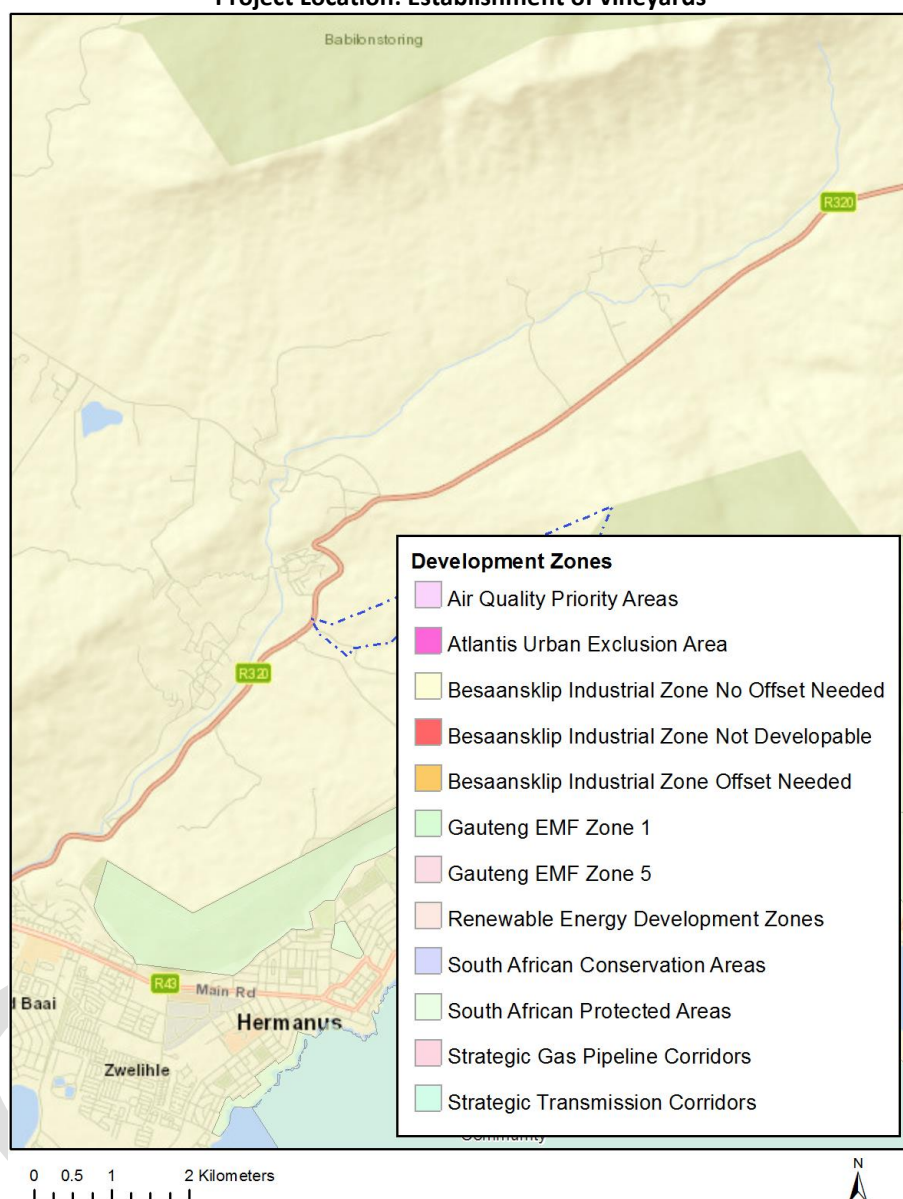 Project Location: Establishment of vineyards
Babilonstoring
R320
R320
Development Zones
Air Quality Priority Areas
Atlantis Urban Exclusion Area
Besaansklip Industrial Zone No Offset Needed
Besaansklip Industrial Zone Not Developable
Besaansklip Industrial Zone Offset Needed
Gauteng EMF Zone 1
Gauteng EMF Zone 5
Renewable Energy Development Zones
South African Conservation Areas
South African Protected Areas
Strategic Gas Pipeline Corridors
Strategic Transmission Corridors
R43
Main Rd
d Baai
Hermanus
Zwelihle
Community
0 0.5 1 2 Kilometers
N